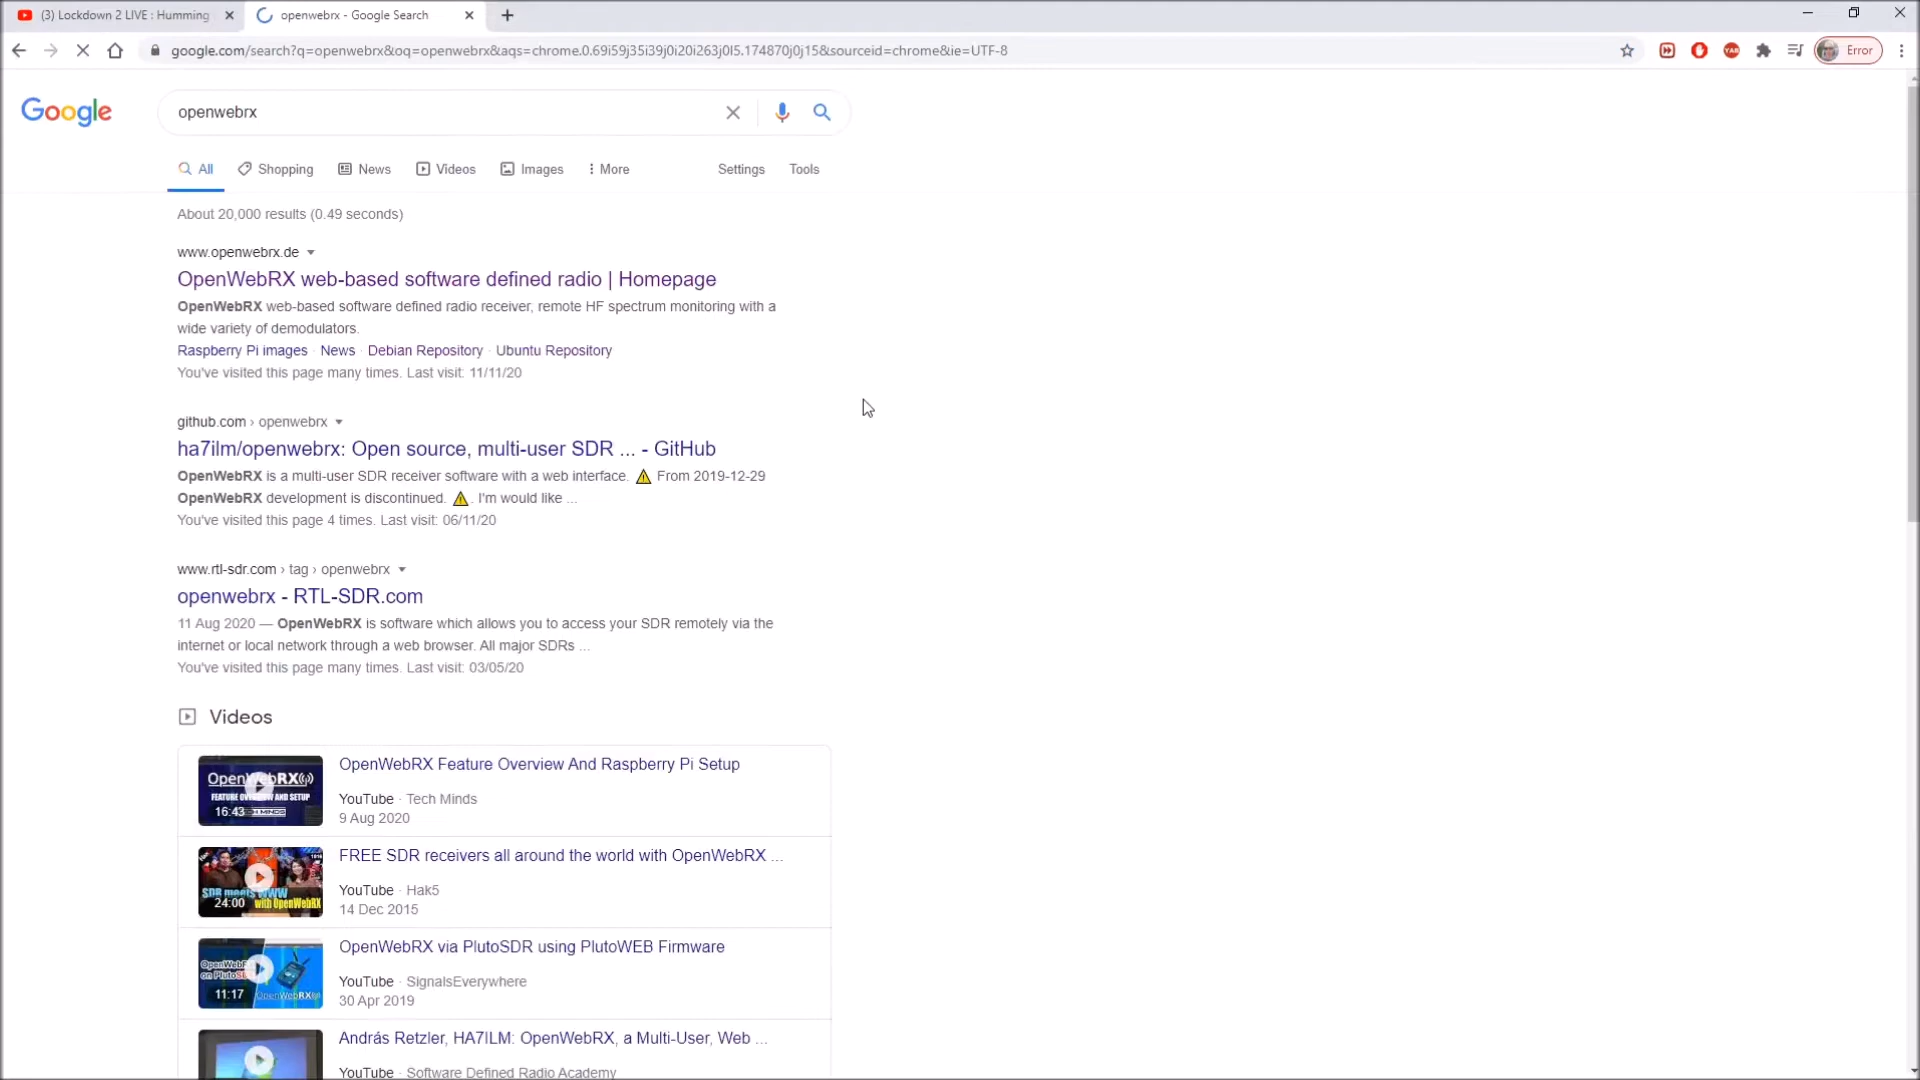 (3) Lockdown 2 LIVE : Humming
openwebrx - Google Search
google.com/search?q=openwebrx&oq=openwebrx&aqs=chrome.0.69i59j35i39j0i20i263j0l5.174870j0j15&sourceid=chrome&ie=UTF-8
Error
Google
openwebrx
All Shopping News Videos Images More Settings Tools
About 20,000 results (0.49 seconds)
www.openwebrx.de
OpenWebRX web-based software defined radio | Homepage
OpenWebRX web-based software defined radio receiver, remote HF spectrum monitoring with a
wide variety of demodulators.
Raspberry Pi images · News · Debian Repository · Ubuntu Repository
You've visited this page many times. Last visit: 11/11/20
github.com › openwebrx
ha7ilm/openwebrx: Open source, multi-user SDR ... - GitHub
OpenWebRX is a multi-user SDR receiver software with a web interface. ⚠ From 2019-12-29
OpenWebRX development is discontinued. ⚠. I'm would like ...
You've visited this page 4 times. Last visit: 06/11/20
www.rtl-sdr.com › tag › openwebrx
openwebrx - RTL-SDR.com
11 Aug 2020 — OpenWebRX is software which allows you to access your SDR remotely via the
internet or local network through a web browser. All major SDRs ...
You've visited this page many times. Last visit: 03/05/20
Videos
OpenWebRX
FEATURE OVERVIEW AND SETUP
16:43
OpenWebRX Feature Overview And Raspberry Pi Setup
YouTube · Tech Minds
9 Aug 2020
SDR meets WWW
with OpenWebRX
24:00
FREE SDR receivers all around the world with OpenWebRX ...
YouTube · Hak5
14 Dec 2015
11:17
OpenWebRX via PlutoSDR using PlutoWEB Firmware
YouTube · SignalsEverywhere
30 Apr 2019
András Retzler, HA7ILM: OpenWebRX, a Multi-User, Web ...
YouTube · Software Defined Radio Academy